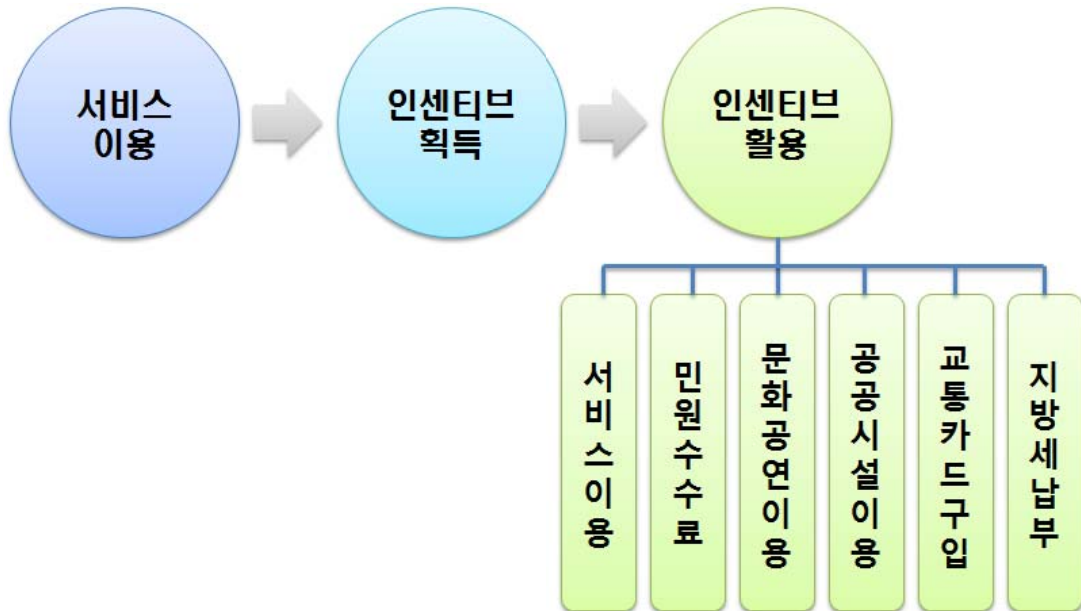 서비스
이용
인센티브
획득
인센티브
활용
서비스이용
민원수수료
문화공연이용
공공시설이용
교통카드구입
지방세납부